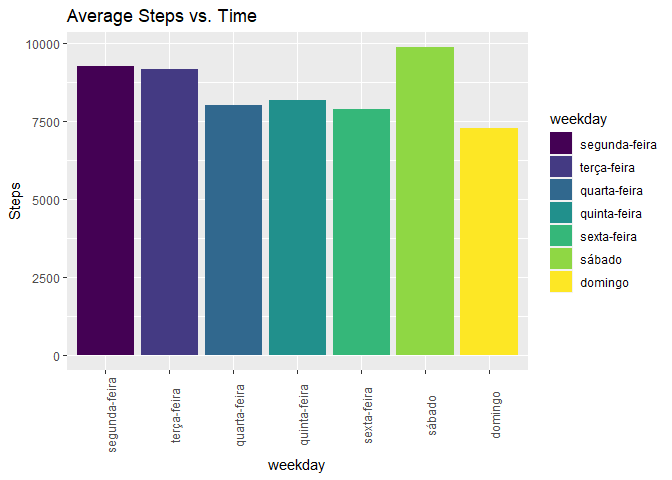 Average Steps vs. Time
10000
7500
5000
2500
0
Steps
segunda-feira
terça-feira
quarta-feira
quinta-feira
sexta-feira
sábado
domingo
weekday
weekday
segunda-feira
terça-feira
quarta-feira
quinta-feira
sexta-feira
sábado
domingo